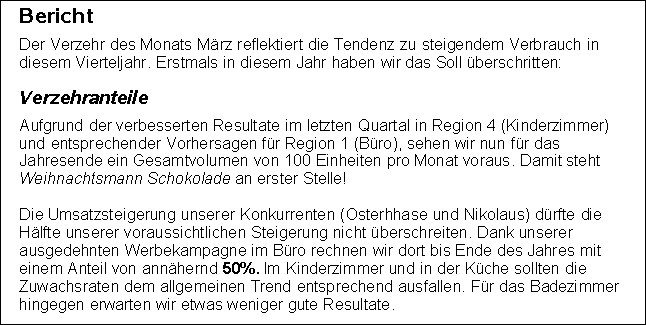 Bericht
Der Verzehr des Monats März reflektiert die Tendenz zu steigendem Verbrauch in
diesem Vierteljahr. Erstmals in diesem Jahr haben wir das Soll überschritten:
Verzehranteile
Aufgrund der verbesserten Resultate im letzten Quartal in Region 4 (Kinderzimmer)
und entsprechender Vorhersagen für Region 1 (Büro), sehen wir nun für das
Jahresende ein Gesamtvolumen von 100 Einheiten pro Monat voraus. Damit steht
Weihnachtsmann Schokolade an erster Stelle!
Die Umsatzsteigerung unserer Konkurrenten (Osterhhase und Nikolaus) dürfte die
Hälfte unserer voraussichtlichen Steigerung nicht überschreiten. Dank unserer
ausgedehnten Werbekampagne im Büro rechnen wir dort bis Ende des Jahres mit
einem Anteil von annähernd 50%. Im Kinderzimmer und in der Küche sollten die
Zuwachsraten dem allgemeinen Trend entsprechend ausfallen. Für das Badezimmer
hingegen erwarten wir etwas weniger gute Resultate.